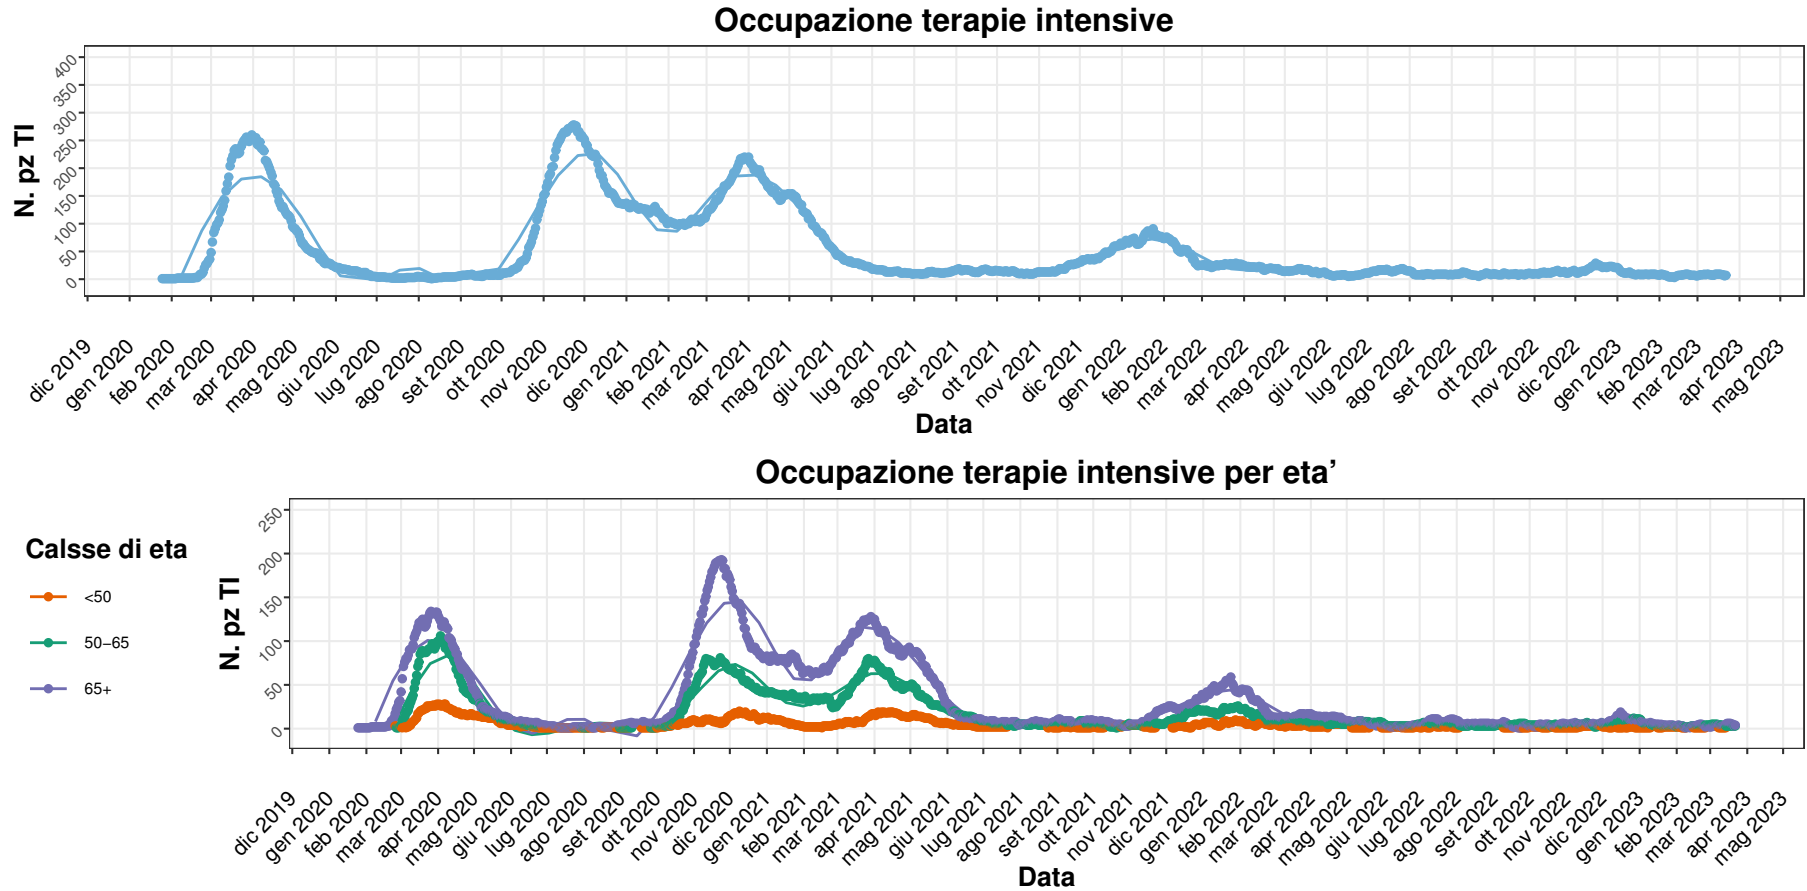 Occupazione terapie intensive
N. pz TI
400
350
300
250
200
150
100
50
0
dic 2019
gen 2020
feb 2020
mar 2020
apr 2020
mag 2020
giu 2020
lug 2020
ago 2020
set 2020
ott 2020
nov 2020
dic 2020
gen 2021
feb 2021
mar 2021
apr 2021
mag 2021
giu 2021
lug 2021
ago 2021
set 2021
ott 2021
nov 2021
dic 2021
gen 2022
feb 2022
mar 2022
apr 2022
mag 2022
giu 2022
lug 2022
ago 2022
set 2022
ott 2022
nov 2022
dic 2022
gen 2023
feb 2023
mar 2023
apr 2023
mag 2023
Data
Occupazione terapie intensive per eta’
Calsse di eta
<50
50−65
65+
N. pz TI
250
200
150
100
50
0
dic 2019
gen 2020
feb 2020
mar 2020
apr 2020
mag 2020
giu 2020
lug 2020
ago 2020
set 2020
ott 2020
nov 2020
dic 2020
gen 2021
feb 2021
mar 2021
apr 2021
mag 2021
giu 2021
lug 2021
ago 2021
set 2021
ott 2021
nov 2021
dic 2021
gen 2022
feb 2022
mar 2022
apr 2022
mag 2022
giu 2022
lug 2022
ago 2022
set 2022
ott 2022
nov 2022
dic 2022
gen 2023
feb 2023
mar 2023
apr 2023
mag 2023
Data